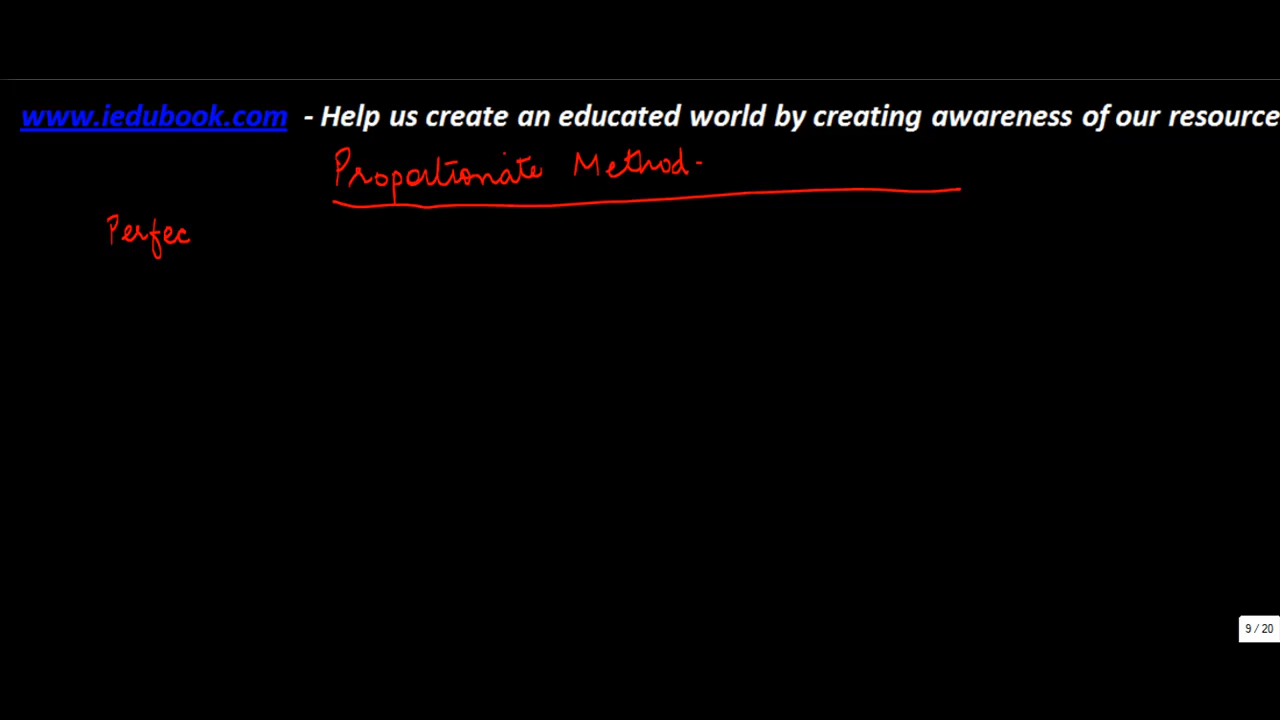 www.iedubook.com - Help us create an educated world by creating awareness of our resource
Proportionate Method-
Perfec
9 / 20